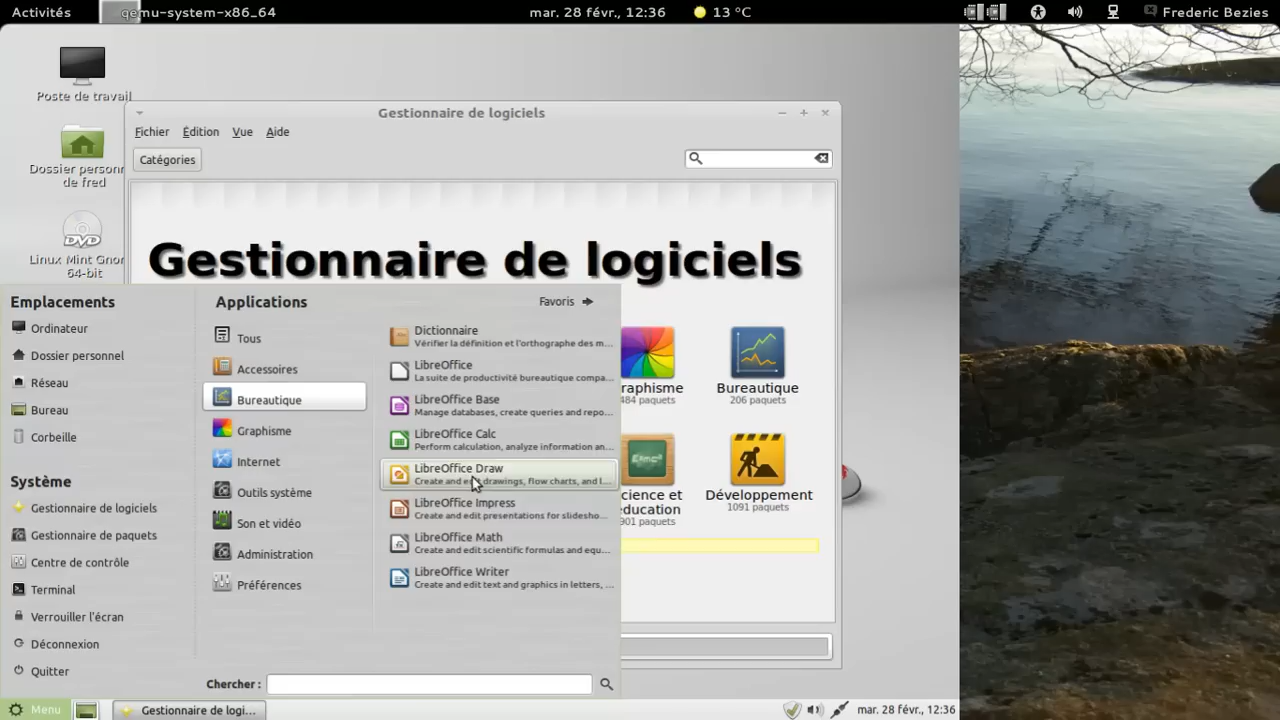 Activités
qemu-system-x86_64
mar. 28 févr., 12:36
13 °C
Frederic Bezies
Poste de travail
Dossier personn
de fred
DVD
Linux Mint Gnor
64-bit
Gestionnaire de logiciels
Fichier
Édition
Vue
Aide
Catégories
Gestionnaire de logiciels
raphisme
484 paquets
Bureautique
206 paquets
cience et
éducation
901 paquets
Développement
1091 paquets
Emplacements
Ordinateur
Dossier personnel
Réseau
Bureau
Corbeille
Système
Gestionnaire de logiciels
Gestionnaire de paquets
Centre de contrôle
Terminal
Verrouiller l'écran
Déconnexion
Quitter
Applications
Favoris
Tous
Accessoires
Bureautique
Graphisme
Internet
Outils système
Son et vidéo
Administration
Préférences
Dictionnaire
Vérifier la définition et l'orthographe des m...
LibreOffice
La suite de productivité bureautique compa...
LibreOffice Base
Manage databases, create queries and repo...
LibreOffice Calc
Perform calculation, analyze information an...
LibreOffice Draw
Create and edit drawings, flow charts, and l...
LibreOffice Impress
Create and edit presentations for slidesho...
LibreOffice Math
Create and edit scientific formulas and equ...
LibreOffice Writer
Create and edit text and graphics in letters, ...
Chercher :
Menu
Gestionnaire de logi...
mar. 28 févr., 12:36